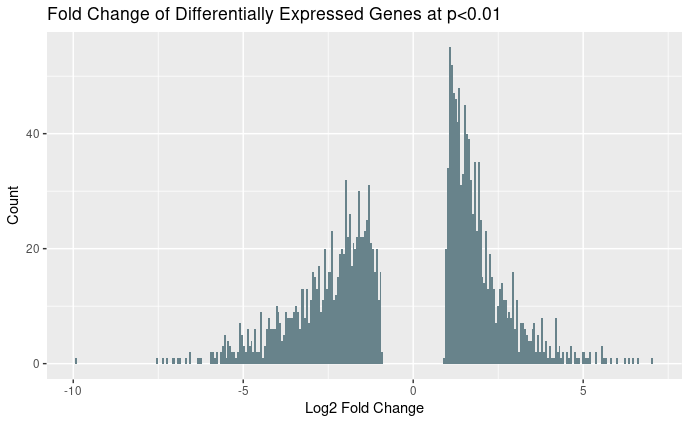 Fold Change of Differentially Expressed Genes at p<0.01
Count
40
20
0
-10 -5 0 5
Log2 Fold Change